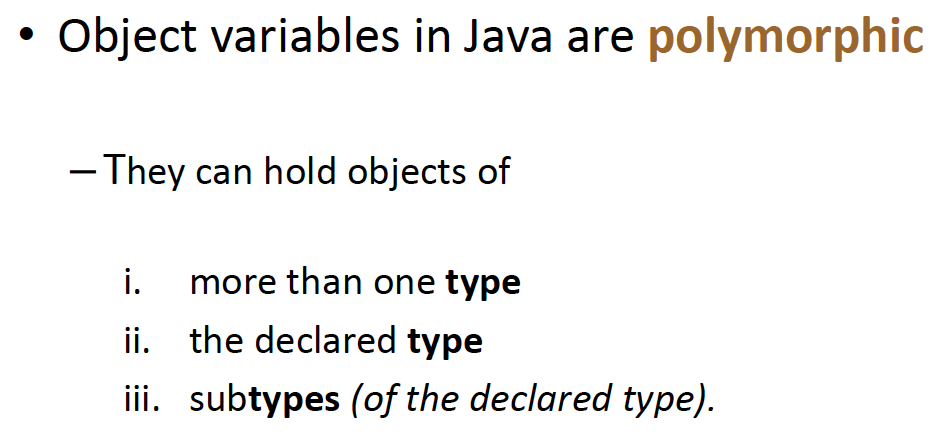 • Object variables in Java are polymorphic
– They can hold objects of
i. more than one type
ii. the declared type
iii. subtypes (of the declared type).